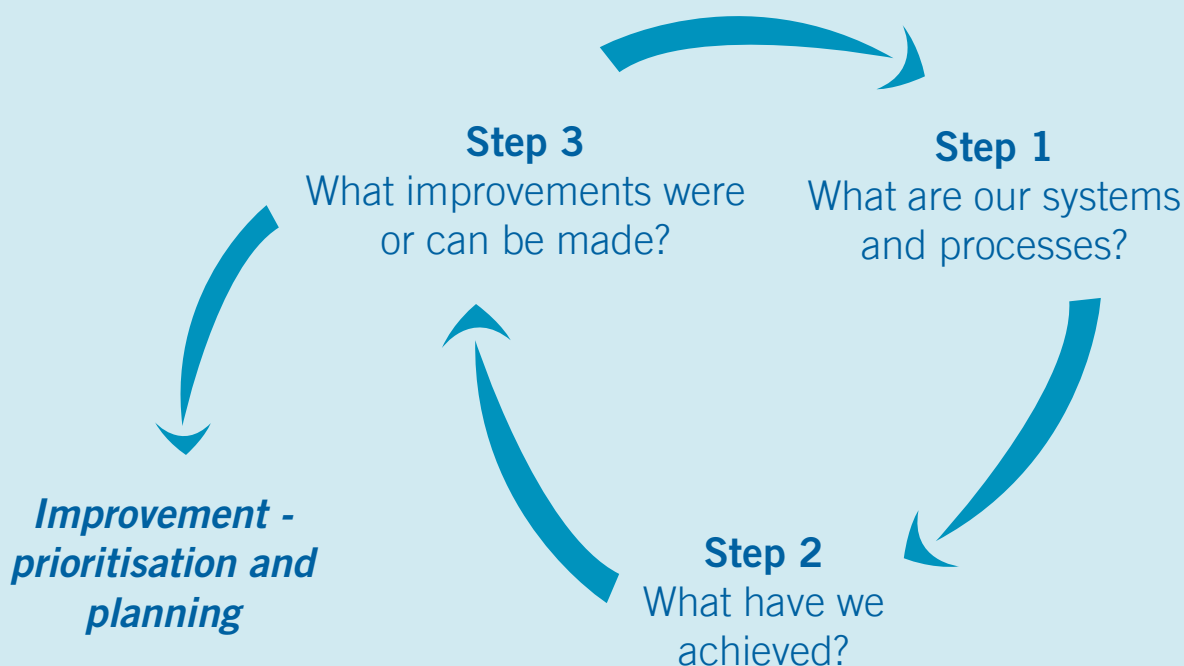 Step 3
What improvements were
or can be made?
Step 1
What are our systems
and processes?
Step 2
What have we
achieved?
Improvement -
prioritisation and
planning